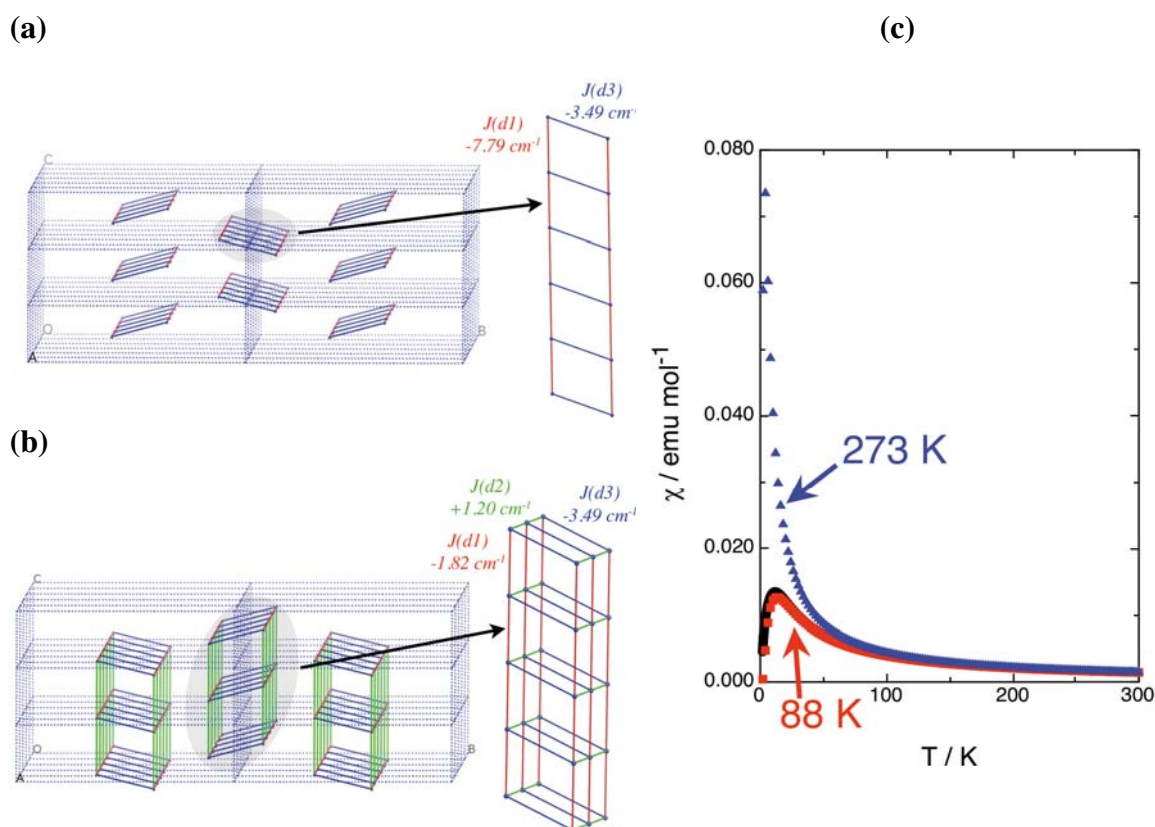 (a)
J(d3)
-3.49 cm⁻
J(d1)
-7.79 cm⁻¹
C
O
A
B
(b)
J(d2)
+1.20 cm⁻¹
J(d3)
-3.49 cm⁻¹
J(d1)
-1.82 cm⁻¹
C
O
A
B
(c)
0.080
0.060
0.040
0.020
0.000
χ / emu mol⁻¹
273 K
88 K
0
100
200
300
T / K